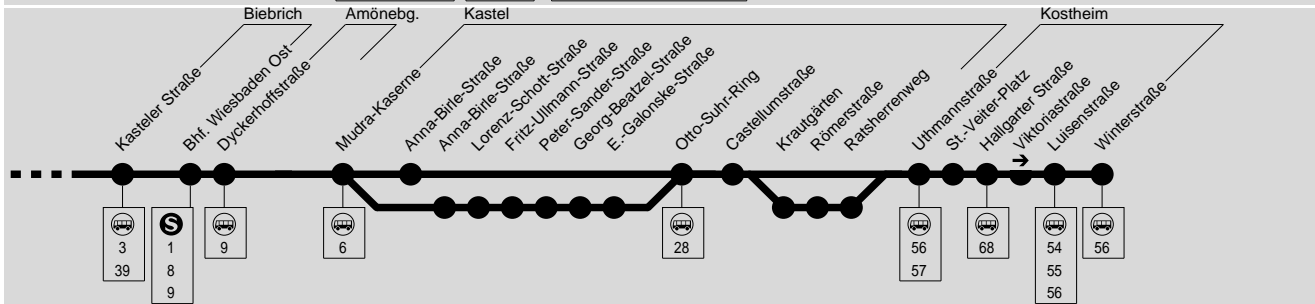 Biebrich
Amönebg.
Kastel
Kostheim
Kasteler Straße
Bhf. Wiesbaden Ost
Dyckerhoffstraße
Mudra-Kaserne
Anna-Birle-Straße
Anna-Birle-Straße
Lorenz-Schott-Straße
Fritz-Ullmann-Straße
Peter-Sander-Straße
Georg-Beatzel-Straße
E.-Galonske-Straße
Otto-Suhr-Ring
Castellumstraße
Krautgärten
Römerstraße
Ratsherrenweg
Uthmannstraße
St.-Veiter-Platz
Hallgarter Straße
Viktoriastraße
Luisenstraße
Winterstraße
3
39
S
1
8
9
9
6
28
56
57
68
54
55
56
56